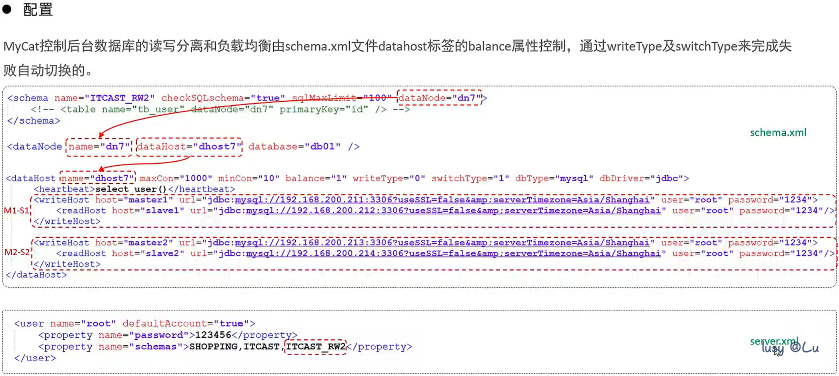 ● 配置
MyCat控制后台数据库的读写分离和负载均衡由schema.xml文件datahost标签的balance属性控制，通过writeType及switchType来完成失
败自动切换的。
<schema name="ITCAST_RW2" checkSQLschema="true" sqlMaxLimit="100" dataNode="dn7">
<!-- <table name="tb_user" dataNode="dn7" primaryKey="id" /> -->
</schema>
schema.xml
<dataNode name="dn7" dataHost="dhost7" database="db01" />
<dataHost name="dhost7" maxCon="1000" minCon="10" balance="1" writeType="0" switchType="1" dbType="mysql" dbDriver="jdbc">
<heartbeat>select user()</heartbeat>
<writeHost host="master1" url="jdbc:mysql://192.168.200.211:3306?useSSL=false&amp;serverTimezone=Asia/Shanghai" user="root" password="1234">
M1-S1 <readHost host="slave1" url="jdbc:mysql://192.168.200.212:3306?useSSL=false&amp;serverTimezone=Asia/Shanghai" user="root" password="1234"/>
</writeHost>
<writeHost host="master2" url="jdbc:mysql://192.168.200.213:3306?useSSL=false&amp;serverTimezone=Asia/Shanghai" user="root" password="1234">
M2-S2 <readHost host="slave2" url="jdbc:mysql://192.168.200.214:3306?useSSL=false&amp;serverTimezone=Asia/Shanghai" user="root" password="1234"/>
</writeHost>
</dataHost>
<user name="root" defaultAccount="true">
<property name="password">123456</property>
<property name="schemas">SHOPPING,ITCAST,ITCAST_RW2</property>
</user>
server.xml
@Lu